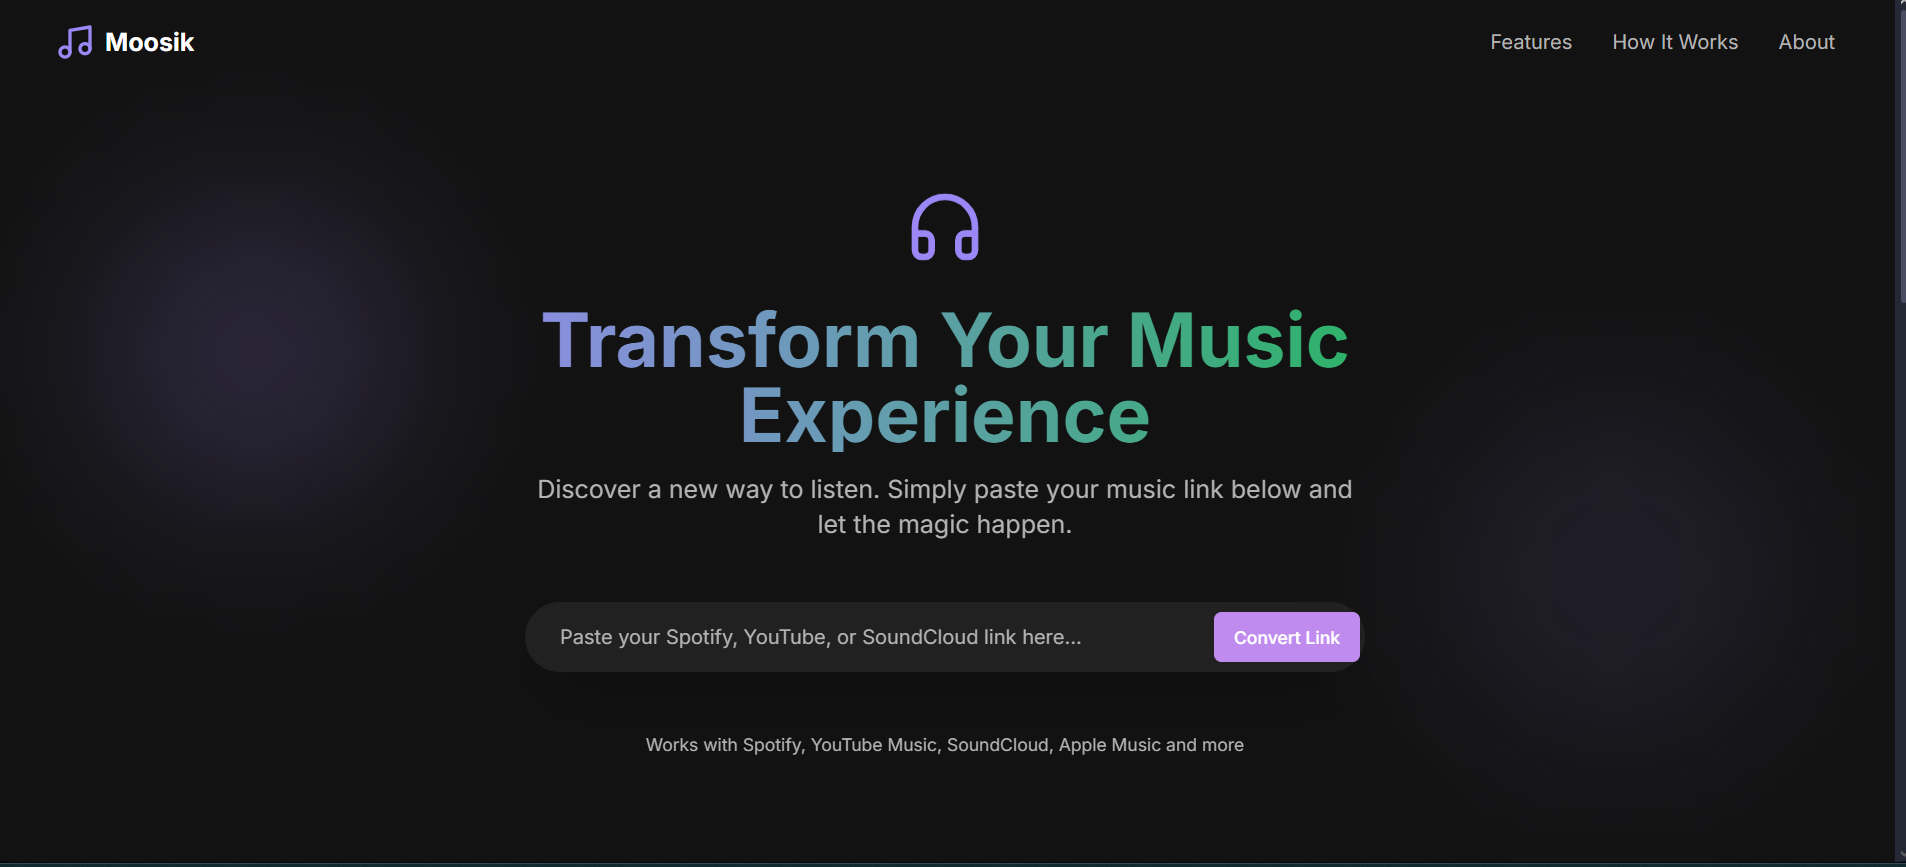 Moosik
Features
How It Works
About
Transform Your Music
Experience
Discover a new way to listen. Simply paste your music link below and
let the magic happen.
Paste your Spotify, YouTube, or SoundCloud link here...
Convert Link
Works with Spotify, YouTube Music, SoundCloud, Apple Music and more